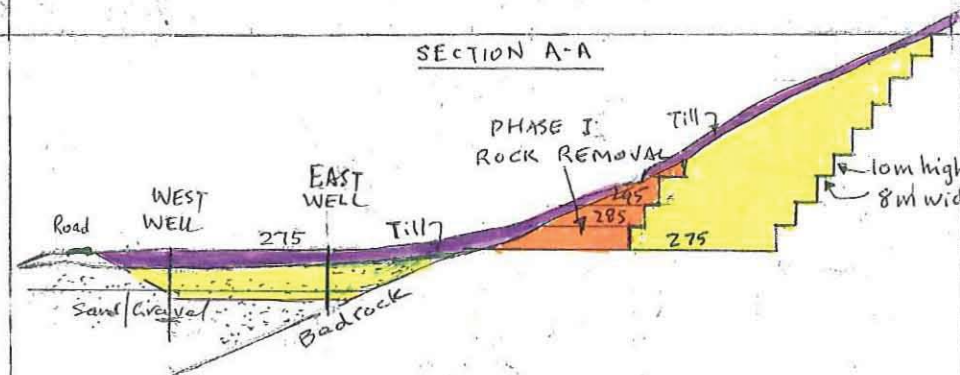 SECTION A-A
PHASE I
ROCK REMOVAL
Till
10m high
8m wid
295
285
275
EAST
WELL
WEST
WELL
Road
275
Till
Sand/Gravel
Bedrock